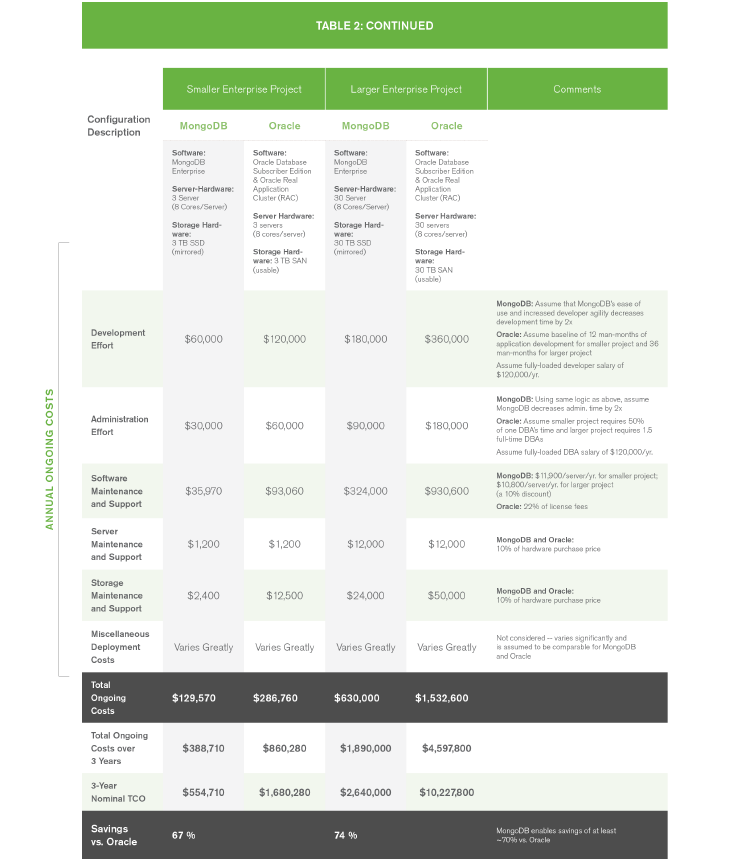 TABLE 2: CONTINUED
Smaller Enterprise Project
Larger Enterprise Project
Comments
Configuration
Description
MongoDB
Oracle
MongoDB
Oracle
Software:
MongoDB
Enterprise
Server-Hardware:
3 Server
(8 Cores/Server)
Storage Hard-
ware:
3 TB SSD
(mirrored)
Software:
Oracle Database
Subscriber Edition
& Oracle Real
Application
Cluster (RAC)
Server Hardware:
3 servers
(8 cores/server)
Storage Hard-
ware: 3 TB SAN
(usable)
Software:
MongoDB
Enterprise
Server-Hardware:
30 Server
(8 Cores/Server)
Storage Hard-
ware:
30 TB SSD
(mirrored)
Software:
Oracle Database
Subscriber Edition
& Oracle Real
Application
Cluster (RAC)
Server Hardware:
30 servers
(8 cores/server)
Storage Hard-
ware:
30 TB SAN
(usable)
ANNUAL ONGOING COSTS
Development
Effort
$60,000
$120,000
$180,000
$360,000
MongoDB: Assume that MongoDB's ease of
use and increased developer agility decreases
development time by 2x
Oracle: Assume baseline of 12 man-months of
application development for smaller project and 36
man-months for larger project
Assume fully-loaded developer salary of
$120,000/yr.
Administration
Effort
$30,000
$60,000
$90,000
$180,000
MongoDB: Using same logic as above, assume
MongoDB decreases admin. time by 2x
Oracle: Assume smaller project requires 50%
of one DBA's time and larger project requires 1.5
full-time DBAs
Assume fully-loaded DBA salary of $120,000/yr.
Software
Maintenance
and Support
$35,970
$93,060
$324,000
$930,600
MongoDB: $11,900/server/yr. for smaller project;
$10,800/server/yr. for larger project
(a 10% discount)
Oracle: 22% of license fees
Server
Maintenance
and Support
$1,200
$1,200
$12,000
$12,000
MongoDB and Oracle:
10% of hardware purchase price
Storage
Maintenance
and Support
$2,400
$12,500
$24,000
$50,000
MongoDB and Oracle:
10% of hardware purchase price
Miscellaneous
Deployment
Costs
Varies Greatly
Varies Greatly
Varies Greatly
Varies Greatly
Not considered -- varies significantly and
is assumed to be comparable for MongoDB
and Oracle
Total
Ongoing
Costs
$129,570
$286,760
$630,000
$1,532,600
Total Ongoing
Costs over
3 Years
$388,710
$860,280
$1,890,000
$4,597,800
3-Year
Nominal TCO
$554,710
$1,680,280
$2,640,000
$10,227,800
Savings
vs. Oracle
67 %
74 %
MongoDB enables savings of at least
~70% vs. Oracle